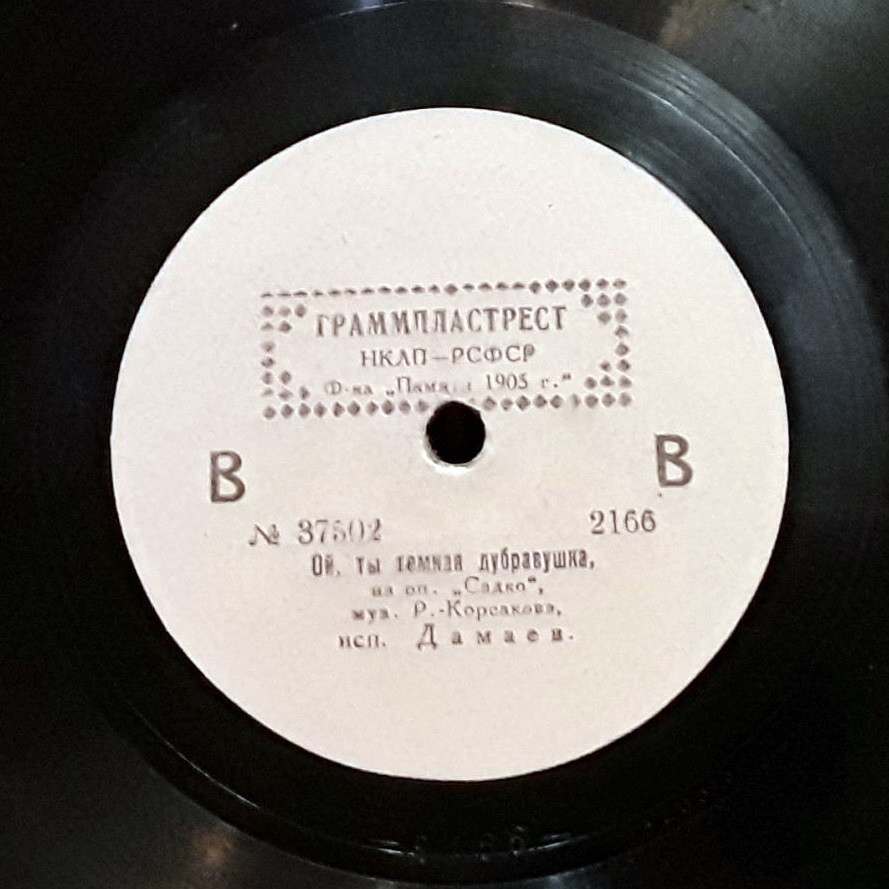 ГРАММПЛАСТРЕСТ
НКЛП—РСФСР
Ф-ка „Памяти 1905 г.“
В В
№ 37502 2166
Ой, ты темная дубравушка,
из оп. „Садко“,
муз. Р.-Корсакова,
исп. Дамаев.